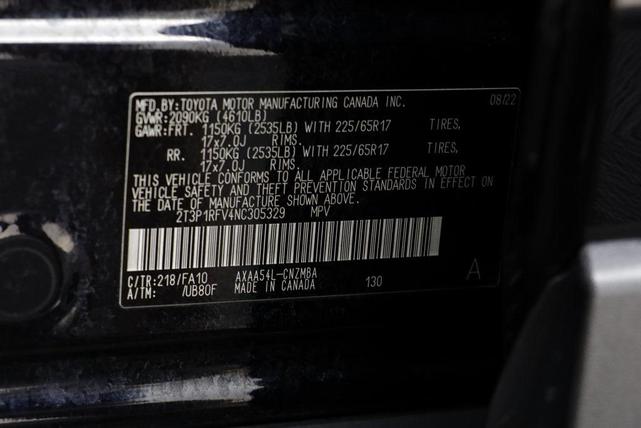 MFD.BY:TOYOTA MOTOR MANUFACTURING CANADA INC. 08/22
GVWR:2090KG (4610LB)
GAWR:FRT. 1150KG (2535LB) WITH 225/65R17 TIRES,
17x7.0J RIMS.
RR. 1150KG (2535LB) WITH 225/65R17 TIRES,
17x7.0J RIMS.
THIS VEHICLE CONFORMS TO ALL APPLICABLE FEDERAL MOTOR
VEHICLE SAFETY AND THEFT PREVENTION STANDARDS IN EFFECT ON
THE DATE OF MANUFACTURE SHOWN ABOVE.
2T3P1RFV4NC305329 MPV
C/TR:218/FA10 AXAA54L-CNZMBA
A/TM: /UB80F MADE IN CANADA 130 A